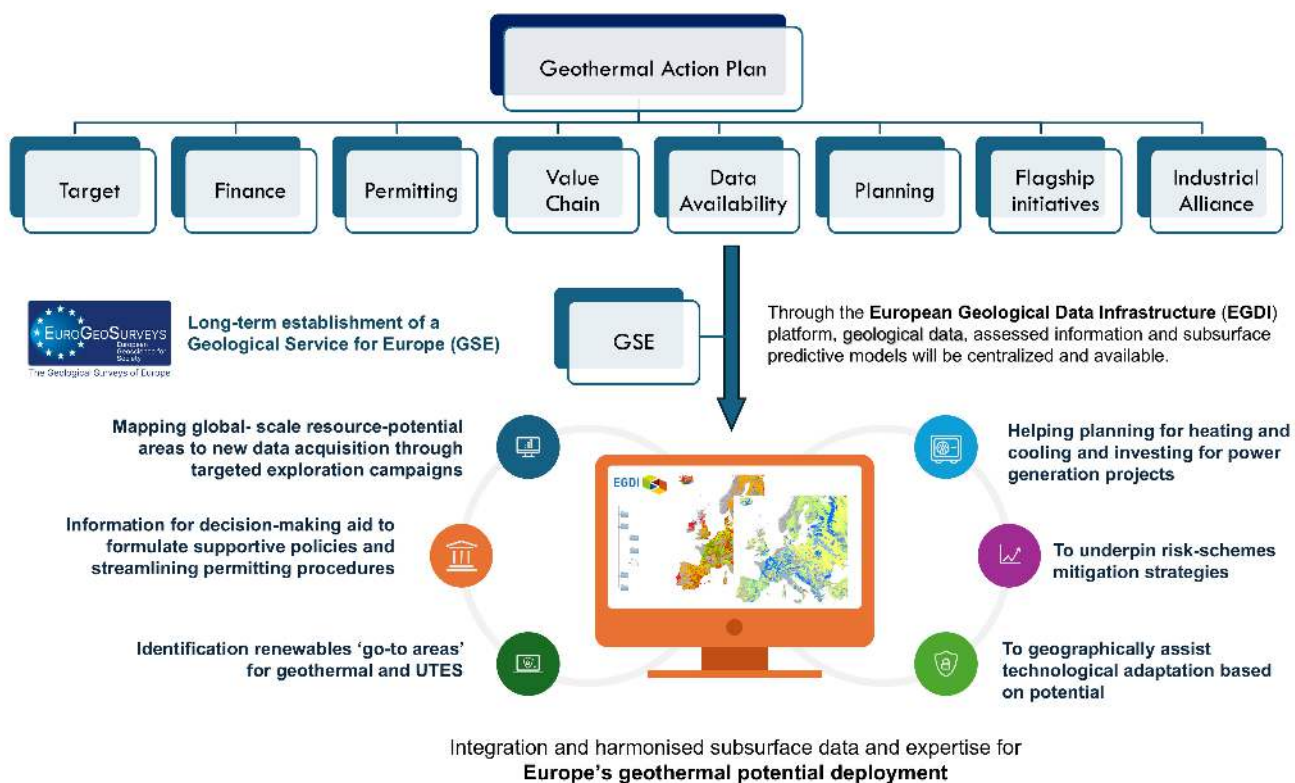 Geothermal Action Plan
Target
Finance
Permitting
Value
Chain
Data
Availability
Planning
Flagship
initiatives
Industrial
Alliance
EUROGEOSURVEYS
European
Geoscience for
Society
The Geological Surveys of Europe
Long-term establishment of a
Geological Service for Europe (GSE)
GSE
Through the European Geological Data Infrastructure (EGDI)
platform, geological data, assessed information and subsurface
predictive models will be centralized and available.
Mapping global- scale resource-potential
areas to new data acquisition through
targeted exploration campaigns
Information for decision-making aid to
formulate supportive policies and
streamlining permitting procedures
Identification renewables ‘go-to areas’
for geothermal and UTES
EGDI
Helping planning for heating and
cooling and investing for power
generation projects
To underpin risk-schemes
mitigation strategies
To geographically assist
technological adaptation based
on potential
Integration and harmonised subsurface data and expertise for
Europe’s geothermal potential deployment